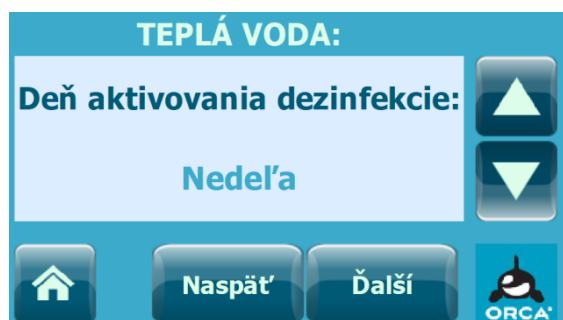 TEPLÁ VODA:
Deň aktivovania dezinfekcie:
Nedeľa
Naspäť Ďalší
ORCA